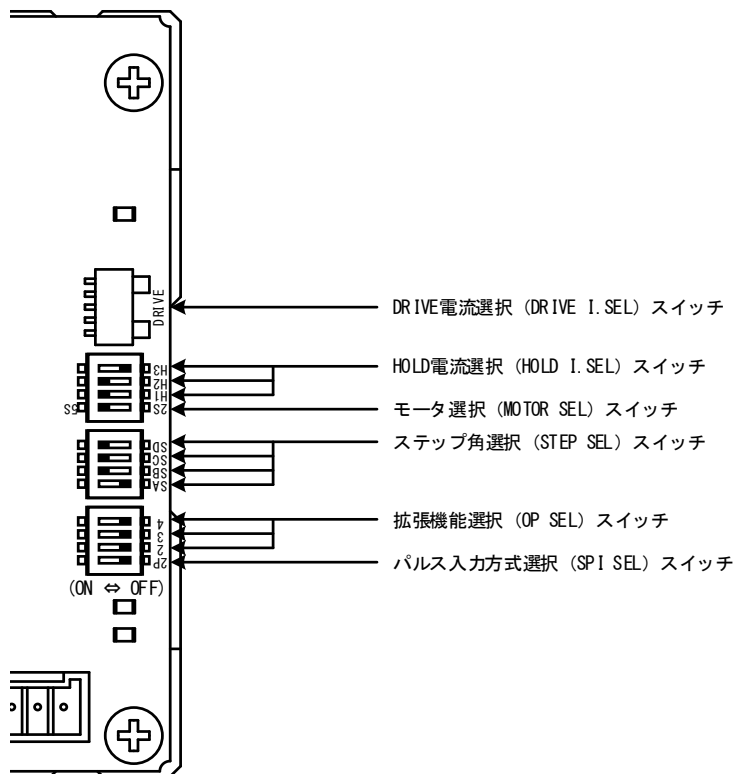 DRIVE
DRIVE電流選択（DRIVE I.SEL）スイッチ
H3
HOLD電流選択（HOLD I.SEL）スイッチ
H2
H1
6S
2S
モータ選択（MOTOR SEL）スイッチ
SD
ステップ角選択（STEP SEL）スイッチ
SC
SB
SA
4
拡張機能選択（OP SEL）スイッチ
3
2
2P
パルス入力方式選択（SPI SEL）スイッチ
(ON ⇔ OFF)